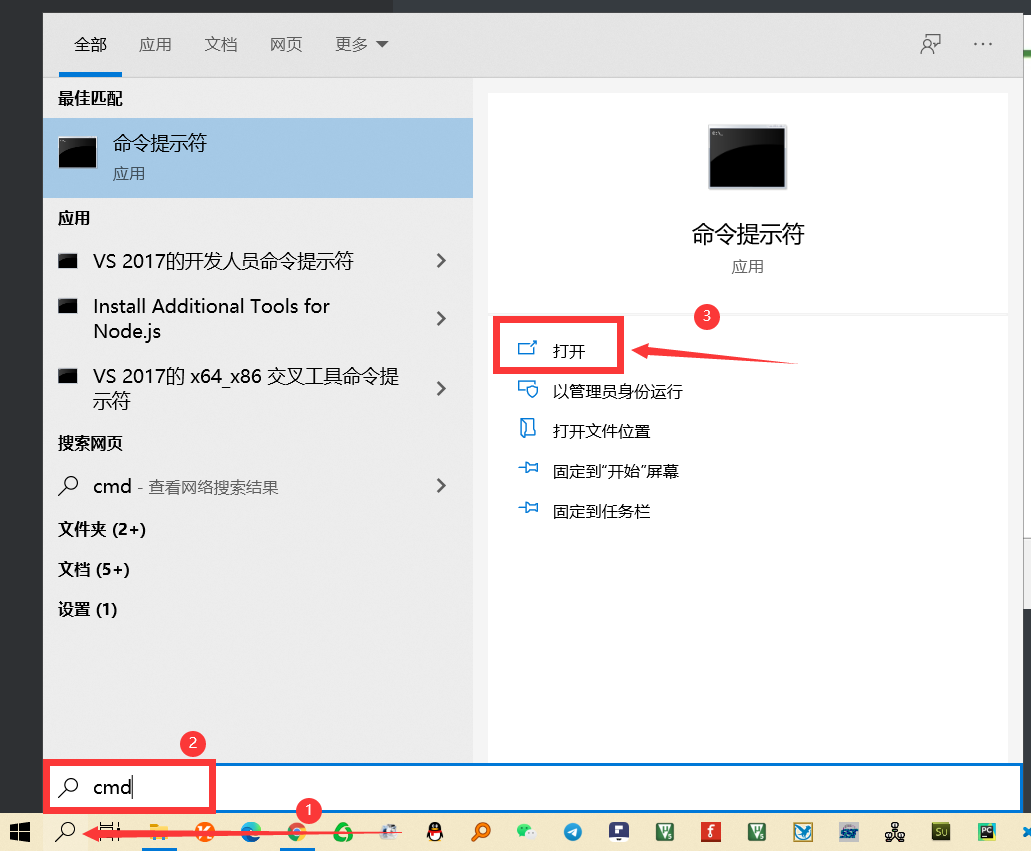 全部 应用 文档 网页 更多
最佳匹配
命令提示符
应用
应用
VS 2017的开发人员命令提示符
Install Additional Tools for
Node.js
VS 2017的 x64_x86 交叉工具命令提
示符
搜索网页
cmd - 查看网络搜索结果
文件夹 (2+)
文档 (5+)
设置 (1)
命令提示符
应用
3
打开
以管理员身份运行
打开文件位置
固定到“开始”屏幕
固定到任务栏
2
cmd
1
SSR
Su
PC